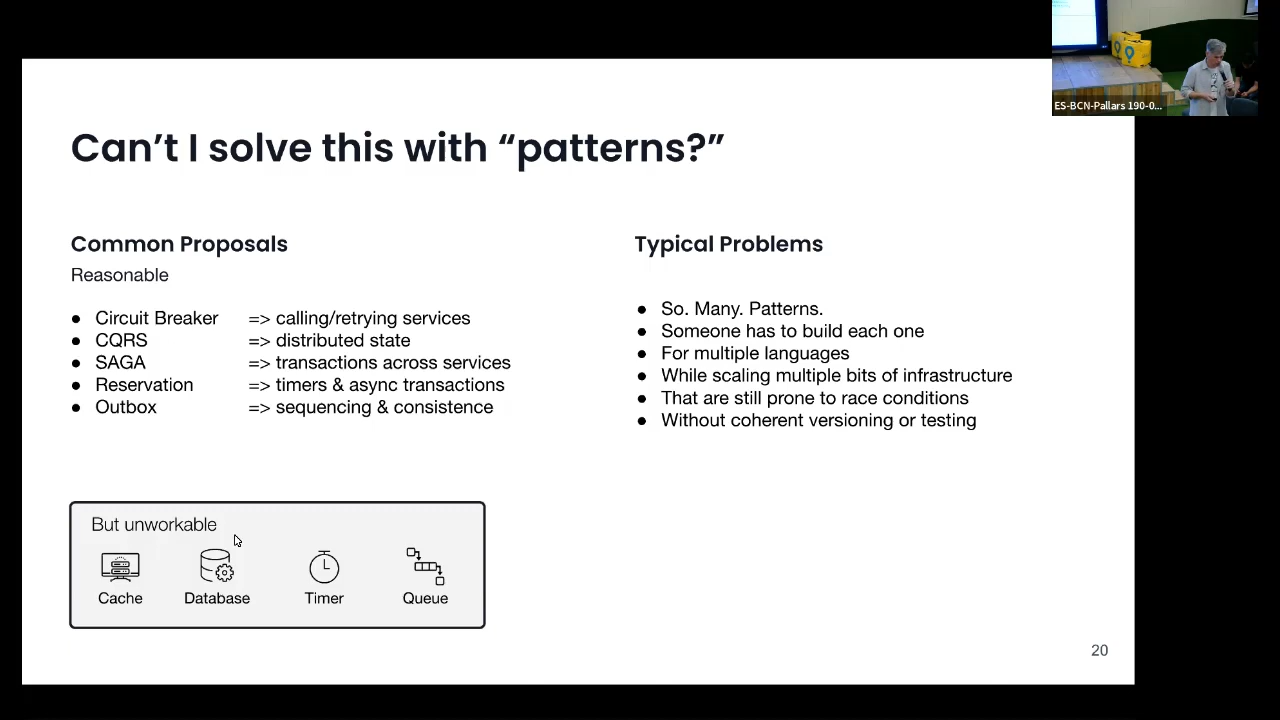 Can’t I solve this with “patterns?”
Common Proposals
Reasonable
● Circuit Breaker => calling/retrying services
● CQRS => distributed state
● SAGA => transactions across services
● Reservation => timers & async transactions
● Outbox => sequencing & consistence
Typical Problems
● So. Many. Patterns.
● Someone has to build each one
● For multiple languages
● While scaling multiple bits of infrastructure
● That are still prone to race conditions
● Without coherent versioning or testing
But unworkable
Cache Database Timer Queue
20
ES-BCN-Pallars 190-0...